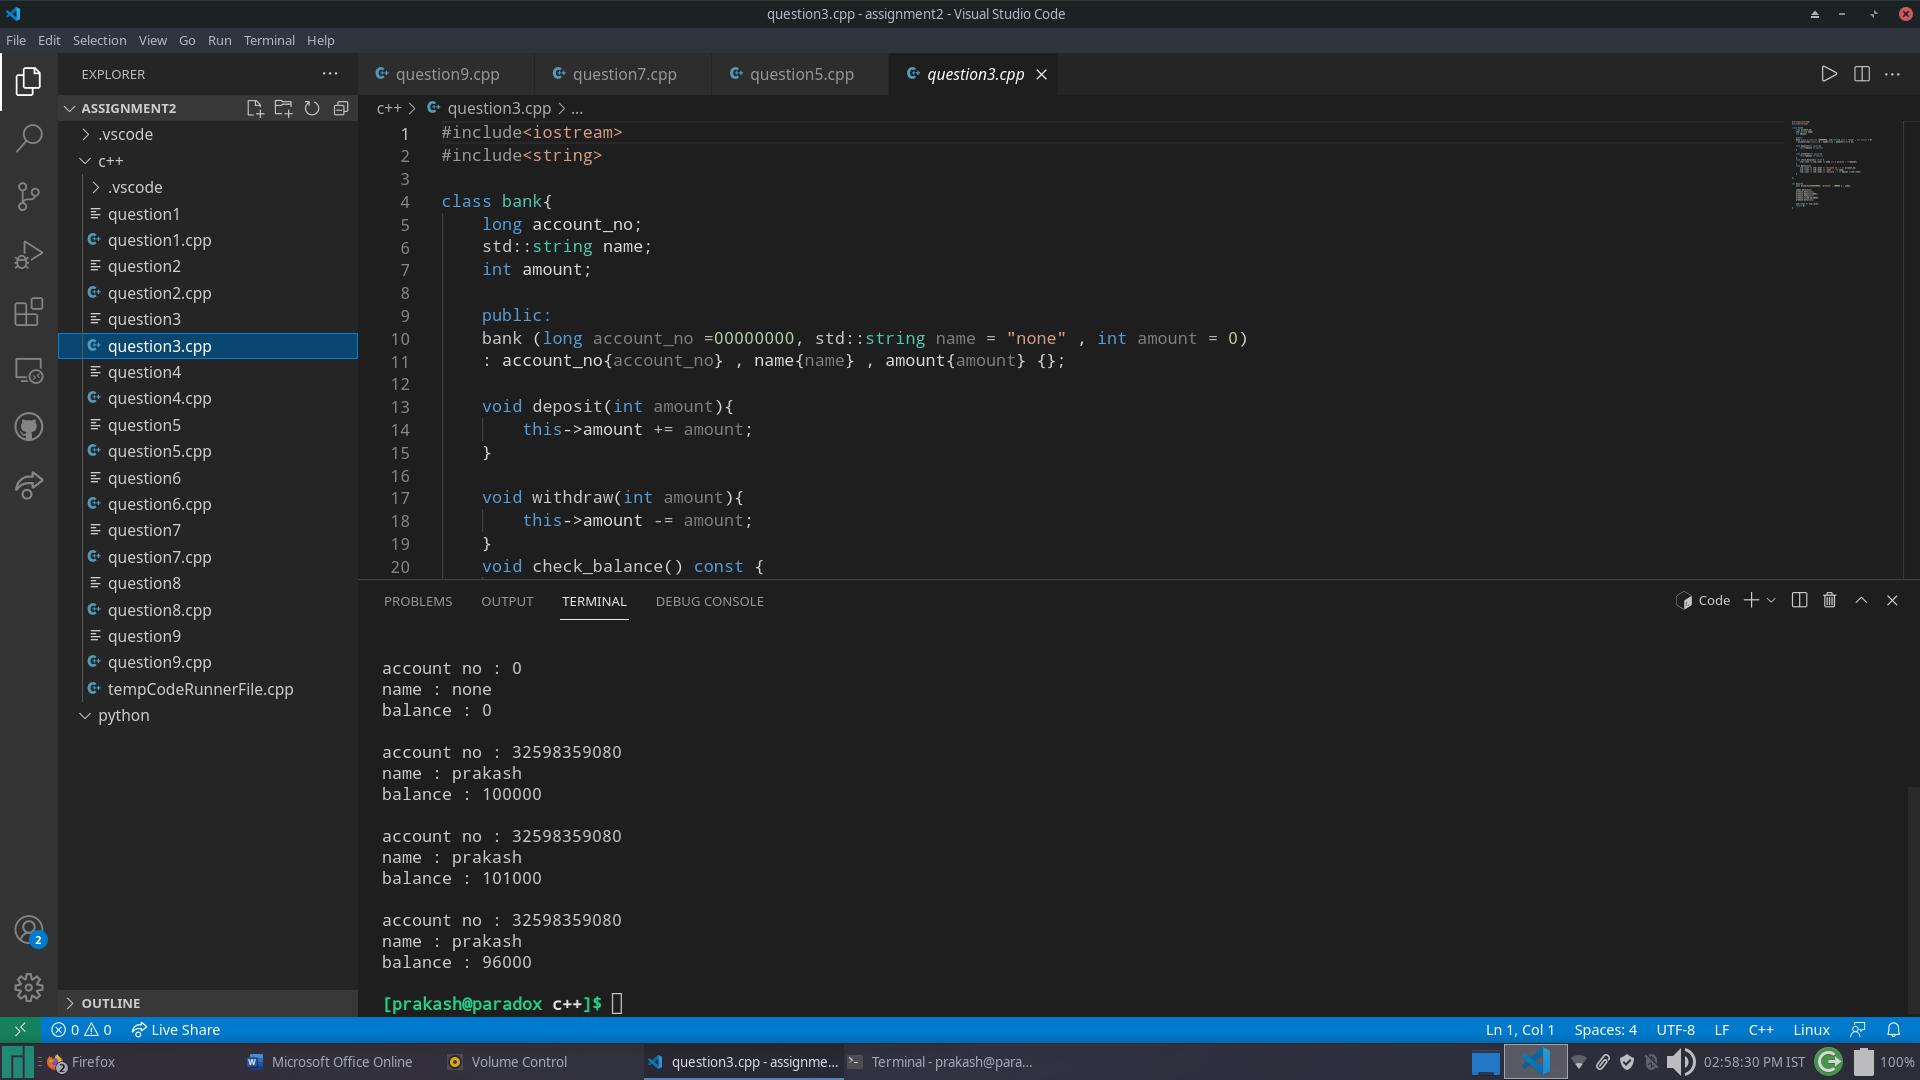 question3.cpp - assignment2 - Visual Studio Code
File Edit Selection View Go Run Terminal Help
EXPLORER
ASSIGNMENT2
.vscode
c++
.vscode
question1
question1.cpp
question2
question2.cpp
question3
question3.cpp
question4
question4.cpp
question5
question5.cpp
question6
question6.cpp
question7
question7.cpp
question8
question8.cpp
question9
question9.cpp
tempCodeRunnerFile.cpp
python
OUTLINE
2
question9.cpp question7.cpp question5.cpp question3.cpp
c++ > question3.cpp > ...
1 #include<iostream>
2 #include<string>
3
4 class bank{
5 long account_no;
6 std::string name;
7 int amount;
8
9 public:
10 bank (long account_no =00000000, std::string name = "none" , int amount = 0)
11 : account_no{account_no} , name{name} , amount{amount} {};
12
13 void deposit(int amount){
14 this->amount += amount;
15 }
16
17 void withdraw(int amount){
18 this->amount -= amount;
19 }
20 void check_balance() const {
PROBLEMS OUTPUT TERMINAL DEBUG CONSOLE
Code
account no : 0
name : none
balance : 0
account no : 32598359080
name : prakash
balance : 100000
account no : 32598359080
name : prakash
balance : 101000
account no : 32598359080
name : prakash
balance : 96000
[prakash@paradox c++]$
0 0 Live Share
Ln 1, Col 1 Spaces: 4 UTF-8 LF C++ Linux
2 Firefox Microsoft Office Online Volume Control question3.cpp - assignme... Terminal - prakash@para...
02:58:30 PM IST 100%